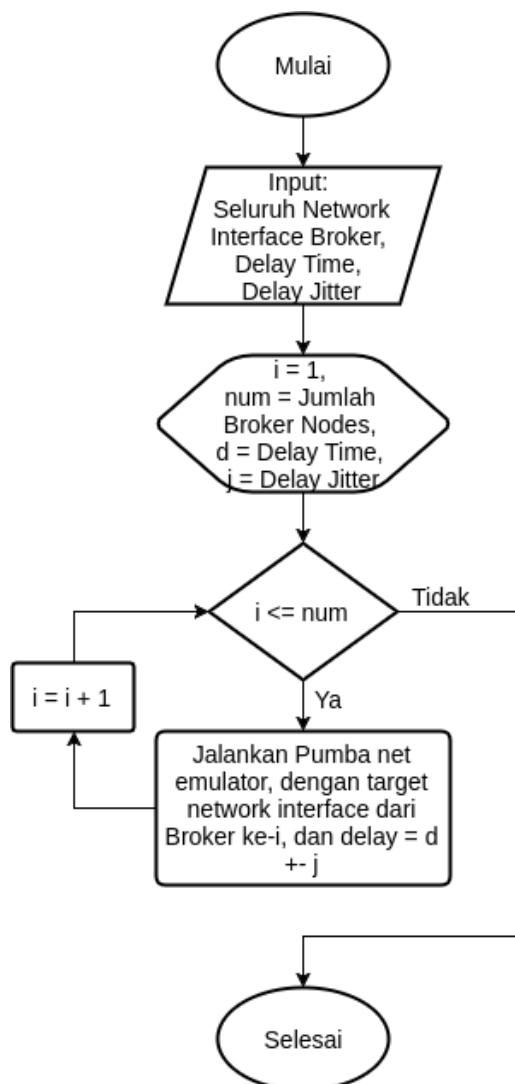 Mulai
Input:
Seluruh Network
Interface Broker,
Delay Time,
Delay Jitter
i = 1,
num = Jumlah
Broker Nodes,
d = Delay Time,
j = Delay Jitter
i <= num
Tidak
Ya
i = i + 1
Jalankan Pumba net
emulator, dengan target
network interface dari
Broker ke-i, dan delay = d
+- j
Selesai